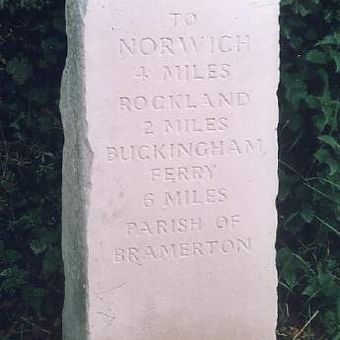 TO
NORWICH
4 MILES
ROCKLAND
2 MILES
BUCKINGHAM
FERRY
6 MILES
PARISH OF
BRAMERTON